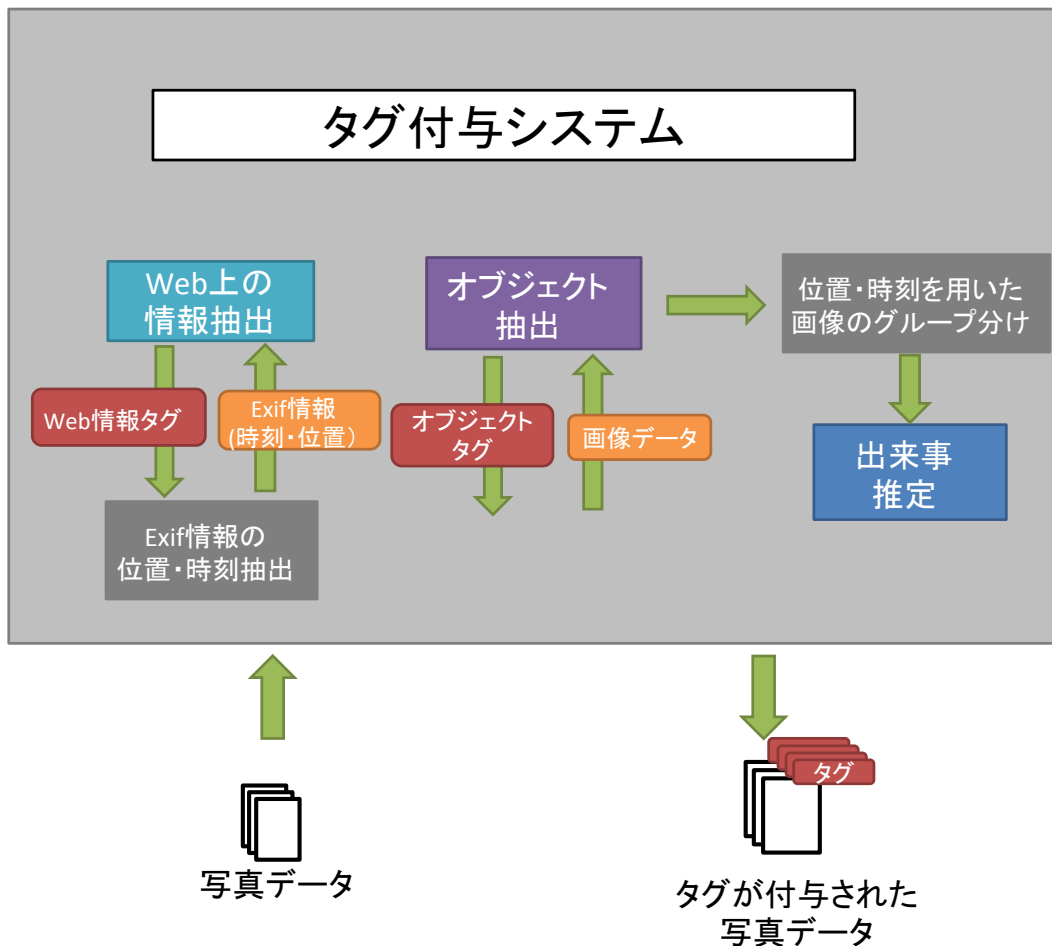 タグ付与システム
Web上の
情報抽出
オブジェクト
抽出
位置・時刻を用いた
画像のグループ分け
Web情報タグ
Exif情報
(時刻・位置）
オブジェクト
タグ
画像データ
出来事
推定
Exif情報の
位置・時刻抽出
タグ
写真データ
タグが付与された
写真データ